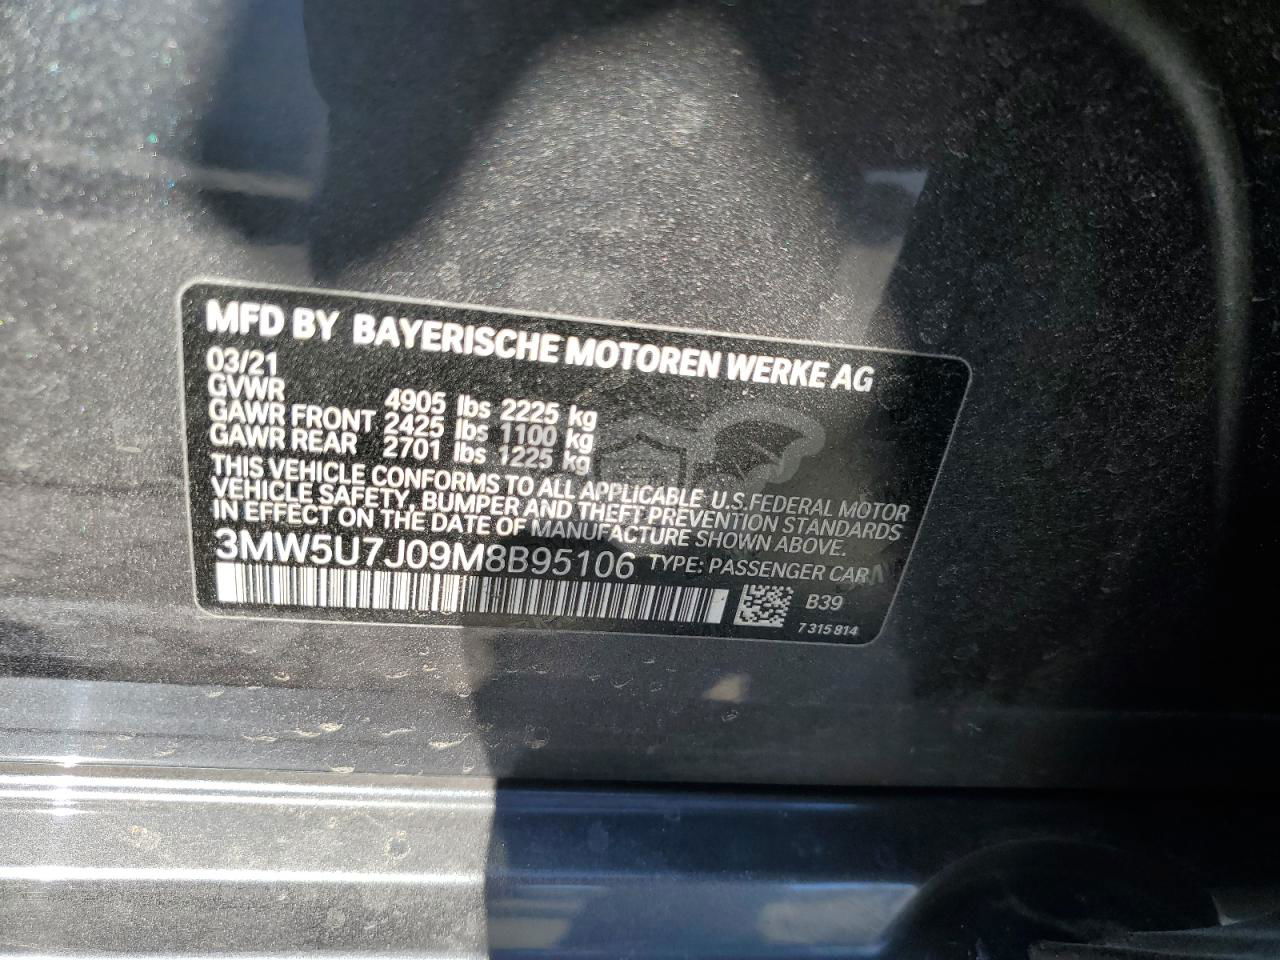 MFD BY BAYERISCHE MOTOREN WERKE AG
03/21
GVWR 4905 lbs 2225 kg
GAWR FRONT 2425 lbs 1100 kg
GAWR REAR 2701 lbs 1225 kg
THIS VEHICLE CONFORMS TO ALL APPLICABLE U.S. FEDERAL MOTOR
VEHICLE SAFETY, BUMPER AND THEFT PREVENTION STANDARDS
IN EFFECT ON THE DATE OF MANUFACTURE SHOWN ABOVE.
3MW5U7J09M8B95106 TYPE: PASSENGER CAR
B39
7 315 814